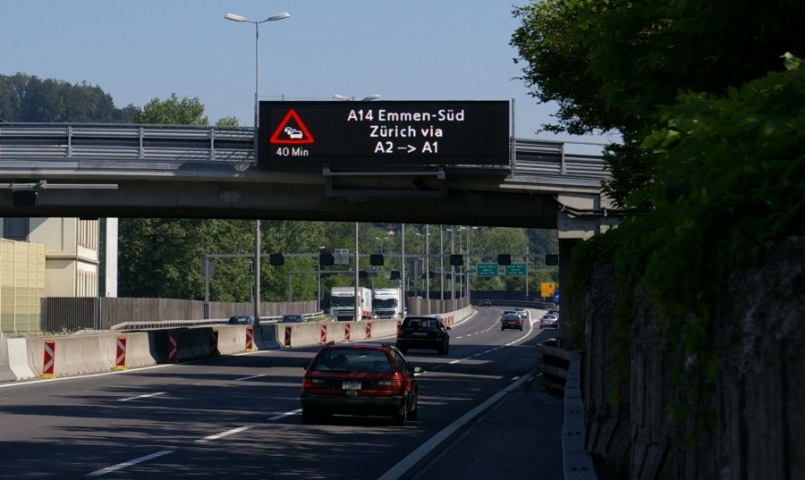 A14 Emmen-Süd
Zürich via
A2 -> A1
40 Min